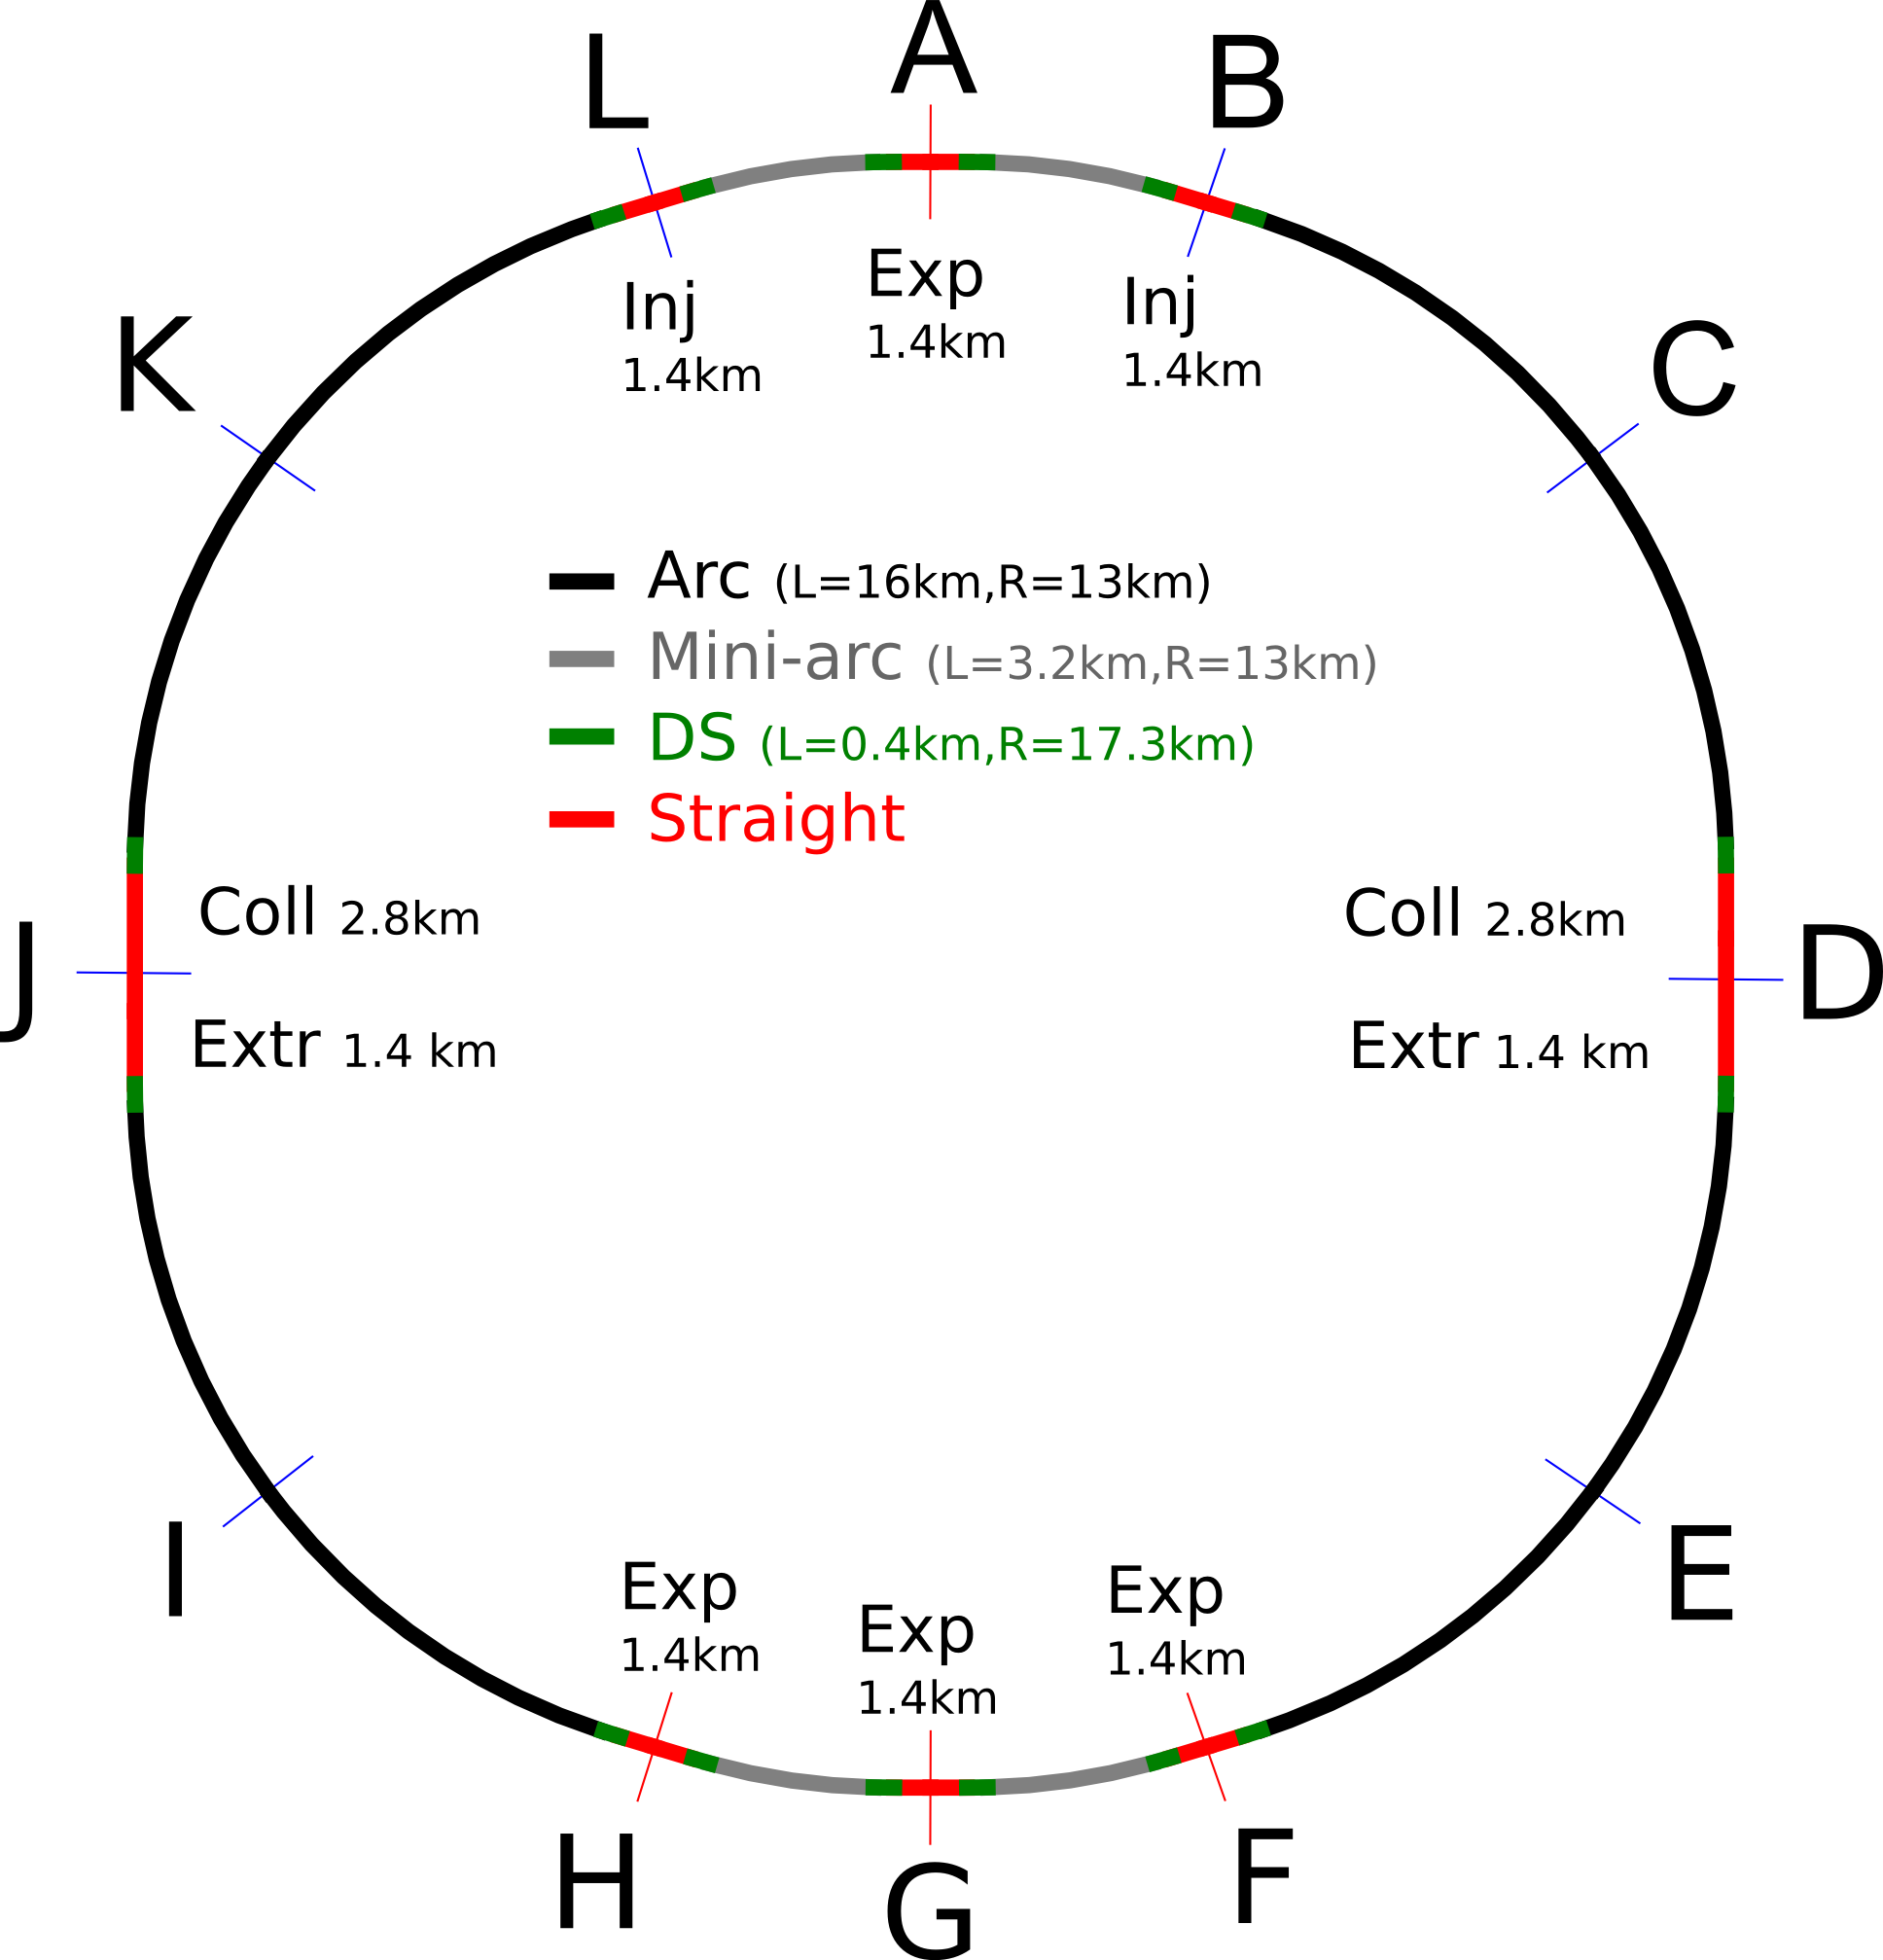 A
L
B
Exp
1.4km
Inj
1.4km
Inj
1.4km
K
C
Arc (L=16km,R=13km)
Mini-arc (L=3.2km,R=13km)
DS (L=0.4km,R=17.3km)
Straight
Coll 2.8km
Coll 2.8km
J
D
Extr 1.4 km
Extr 1.4 km
I
E
Exp
1.4km
Exp
1.4km
Exp
1.4km
H
G
F